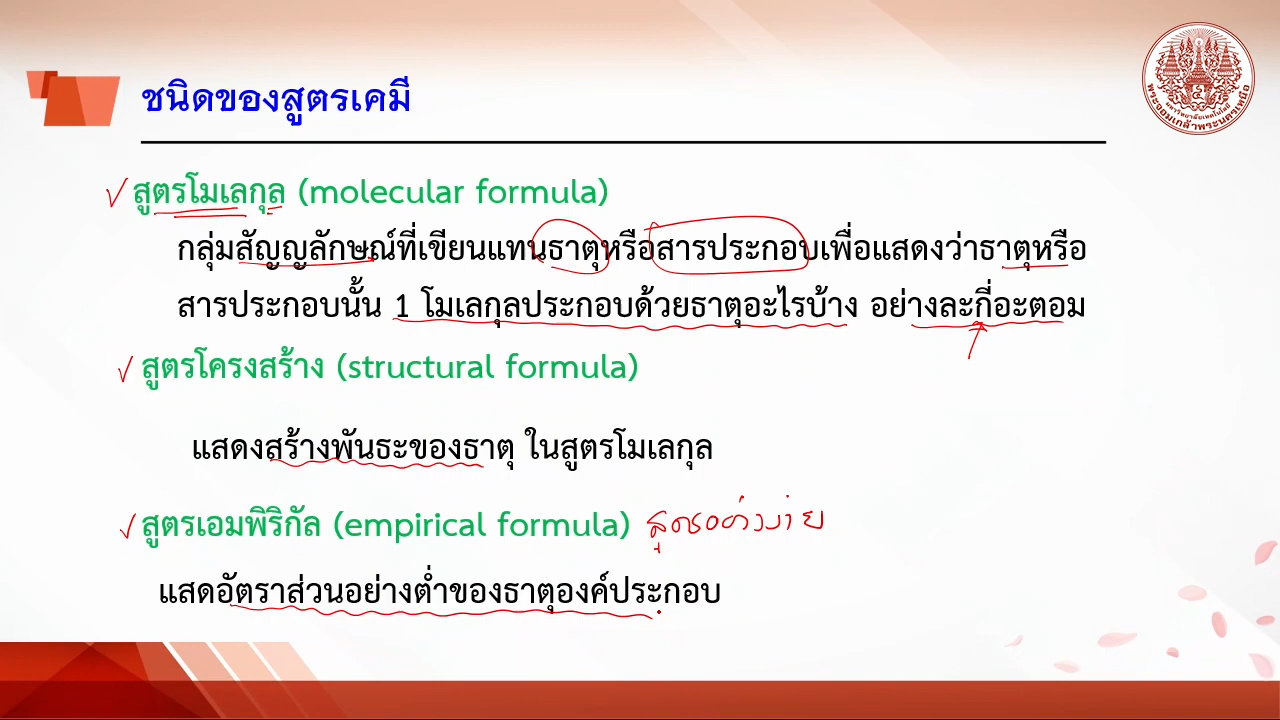 ชนิดของสูตรเคมี
สูตรโมเลกุล (molecular formula)
กลุ่มสัญญลักษณ์ที่เขียนแทนธาตุหรือสารประกอบเพื่อแสดงว่าธาตุหรือ
สารประกอบนั้น 1 โมเลกุลประกอบด้วยธาตุอะไรบ้าง อย่างละกี่อะตอม
สูตรโครงสร้าง (structural formula)
แสดงสร้างพันธะของธาตุ ในสูตรโมเลกุล
สูตรเอมพิริกัล (empirical formula) สูตรอย่างง่าย
แสดอัตราส่วนอย่างต่ำของธาตุองค์ประกอบ